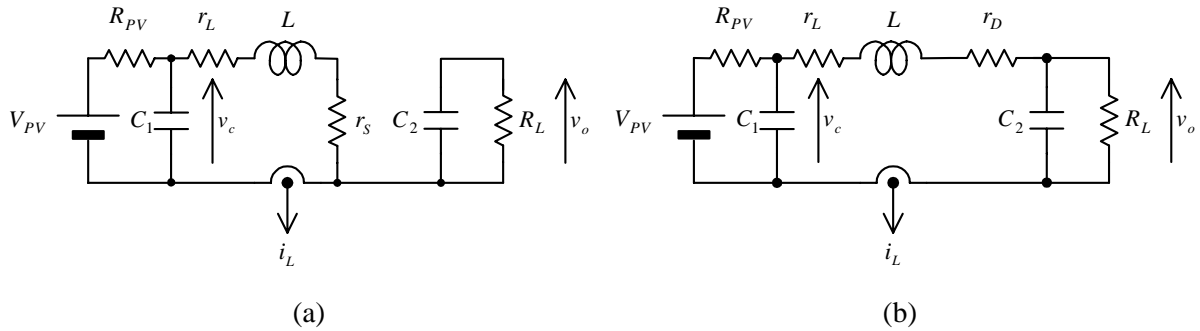 R_PV r_L L
V_PV C_1 v_c r_S C_2 R_L v_o
i_L
(a)
R_PV r_L L r_D
V_PV C_1 v_c C_2 R_L v_o
i_L
(b)